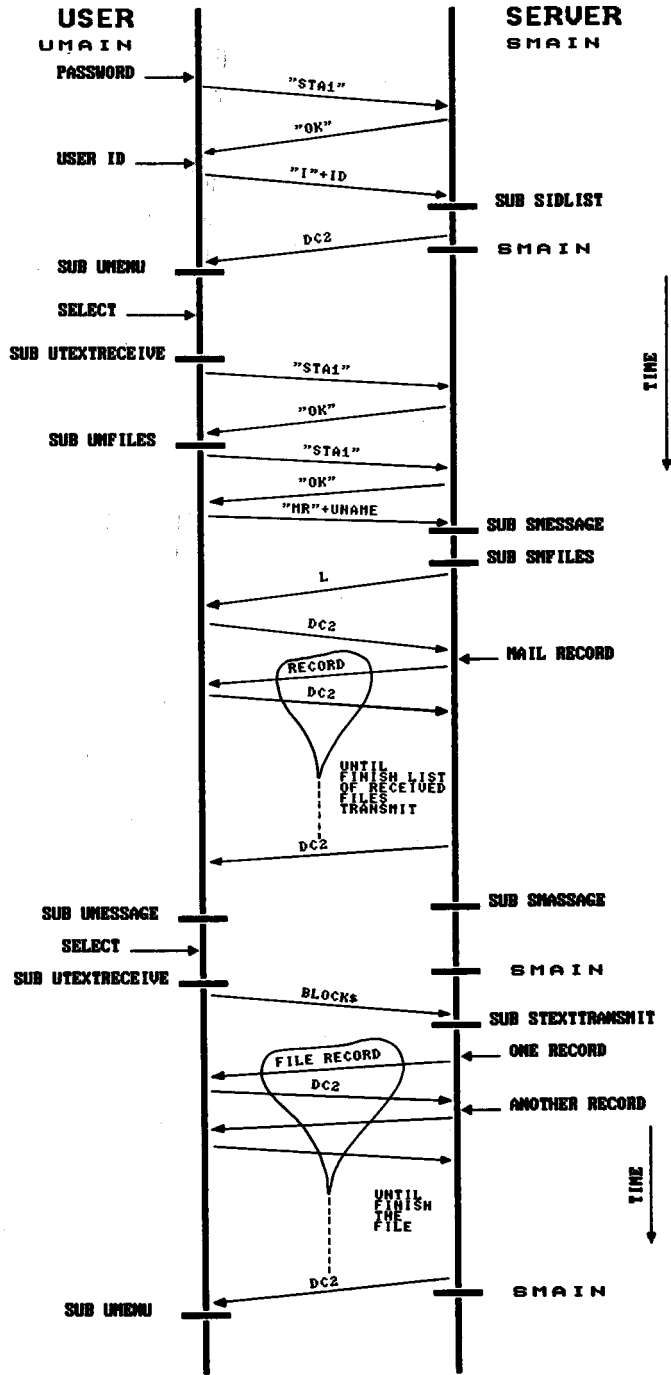 USER
SERVER
UMAIN
SMAIN
PASSWORD
"STA1"
"OK"
USER ID
"I"+ID
SUB SIDLIST
DC2
SMAIN
SUB UMENU
SELECT
SUB UTEXTRECEIVE
TIME
"STA1"
"OK"
SUB UMFILES
"STA1"
"OK"
"MR"+UNAME
SUB SMESSAGE
SUB SMFILES
L
DC2
MAIL RECORD
RECORD
DC2
UNTIL
FINISH LIST
OF RECEIVED
FILES
TRANSMIT
DC2
SUB SMASSAGE
SUB UMESSAGE
SELECT
SMAIN
SUB UTEXTRECEIVE
BLOCK$
SUB STEXTTRANSMIT
ONE RECORD
FILE RECORD
DC2
ANOTHER RECORD
TIME
UNTIL
FINISH
THE
FILE
DC2
SMAIN
SUB UMENU